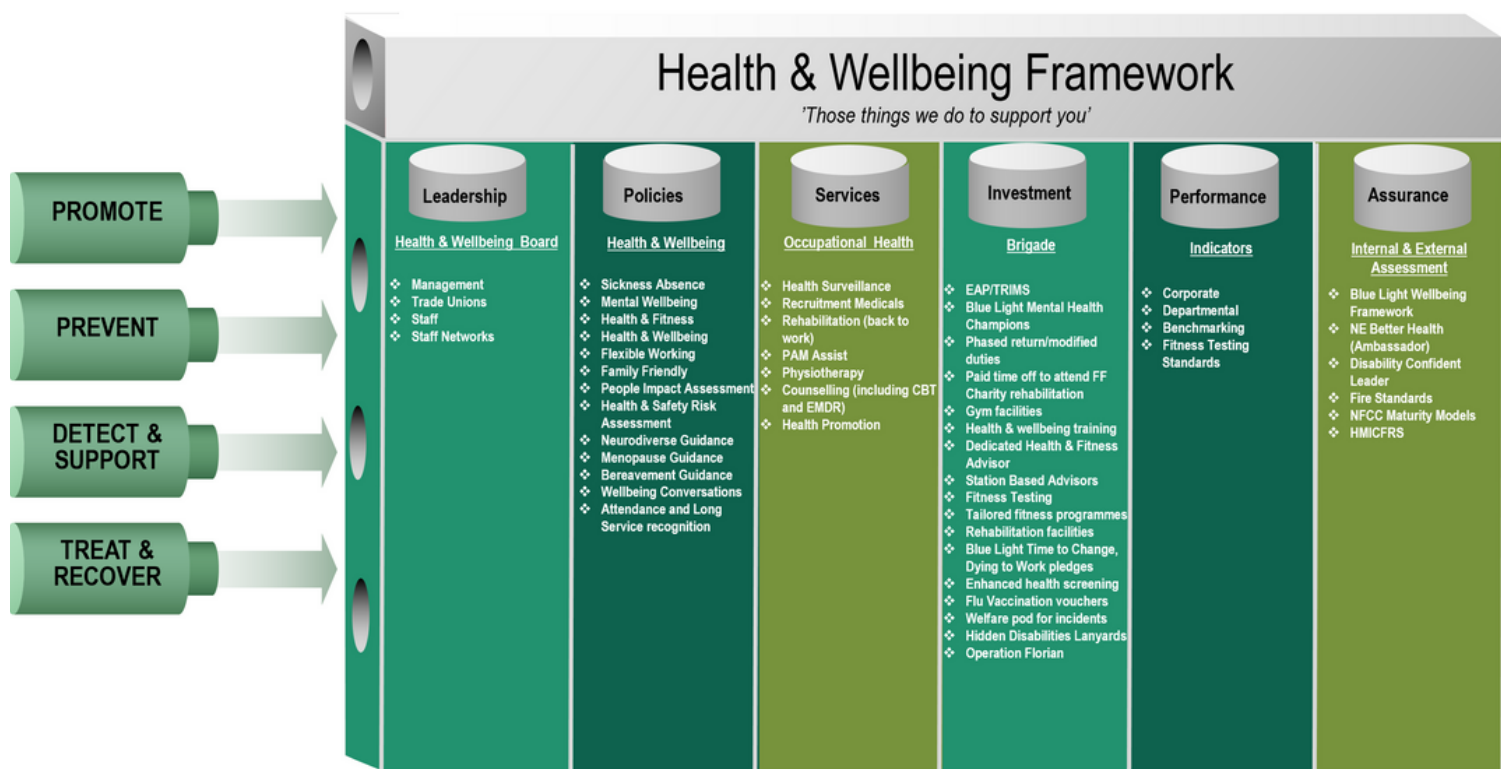 Health & Wellbeing Framework
'Those things we do to support you'
PROMOTE
PREVENT
DETECT &
SUPPORT
TREAT &
RECOVER
Leadership
Health & Wellbeing Board
❖ Management
❖ Trade Unions
❖ Staff
❖ Staff Networks
Policies
Health & Wellbeing
❖ Sickness Absence
❖ Mental Wellbeing
❖ Health & Fitness
❖ Health & Wellbeing
❖ Flexible Working
❖ Family Friendly
❖ People Impact Assessment
❖ Health & Safety Risk
Assessment
❖ Neurodiverse Guidance
❖ Menopause Guidance
❖ Bereavement Guidance
❖ Wellbeing Conversations
❖ Attendance and Long
Service recognition
Services
Occupational Health
❖ Health Surveillance
❖ Recruitment Medicals
❖ Rehabilitation (back to
work)
❖ PAM Assist
❖ Physiotherapy
❖ Counselling (including CBT
and EMDR)
❖ Health Promotion
Investment
Brigade
❖ EAP/TRIMS
❖ Blue Light Mental Health
Champions
❖ Phased return/modified
duties
❖ Paid time off to attend FF
Charity rehabilitation
❖ Gym facilities
❖ Health & wellbeing training
❖ Dedicated Health & Fitness
Advisor
❖ Station Based Advisors
❖ Fitness Testing
❖ Tailored fitness programmes
❖ Rehabilitation facilities
❖ Blue Light Time to Change,
Dying to Work pledges
❖ Enhanced health screening
❖ Flu Vaccination vouchers
❖ Welfare pod for incidents
❖ Hidden Disabilities Lanyards
❖ Operation Florian
Performance
Indicators
❖ Corporate
❖ Departmental
❖ Benchmarking
❖ Fitness Testing
Standards
Assurance
Internal & External
Assessment
❖ Blue Light Wellbeing
Framework
❖ NE Better Health
(Ambassador)
❖ Disability Confident
Leader
❖ Fire Standards
❖ NFCC Maturity Models
❖ HMICFRS